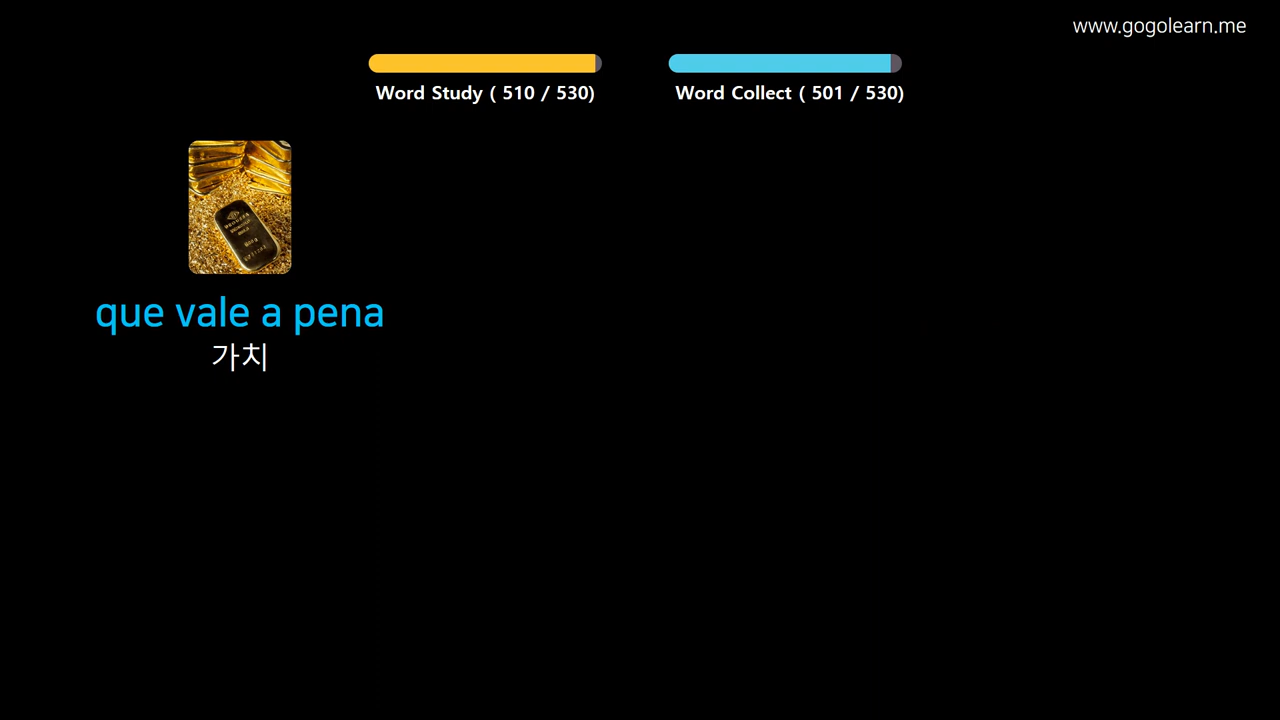 www.gogolearn.me
Word Study ( 510 / 530)
Word Collect ( 501 / 530)
que vale a pena
가치